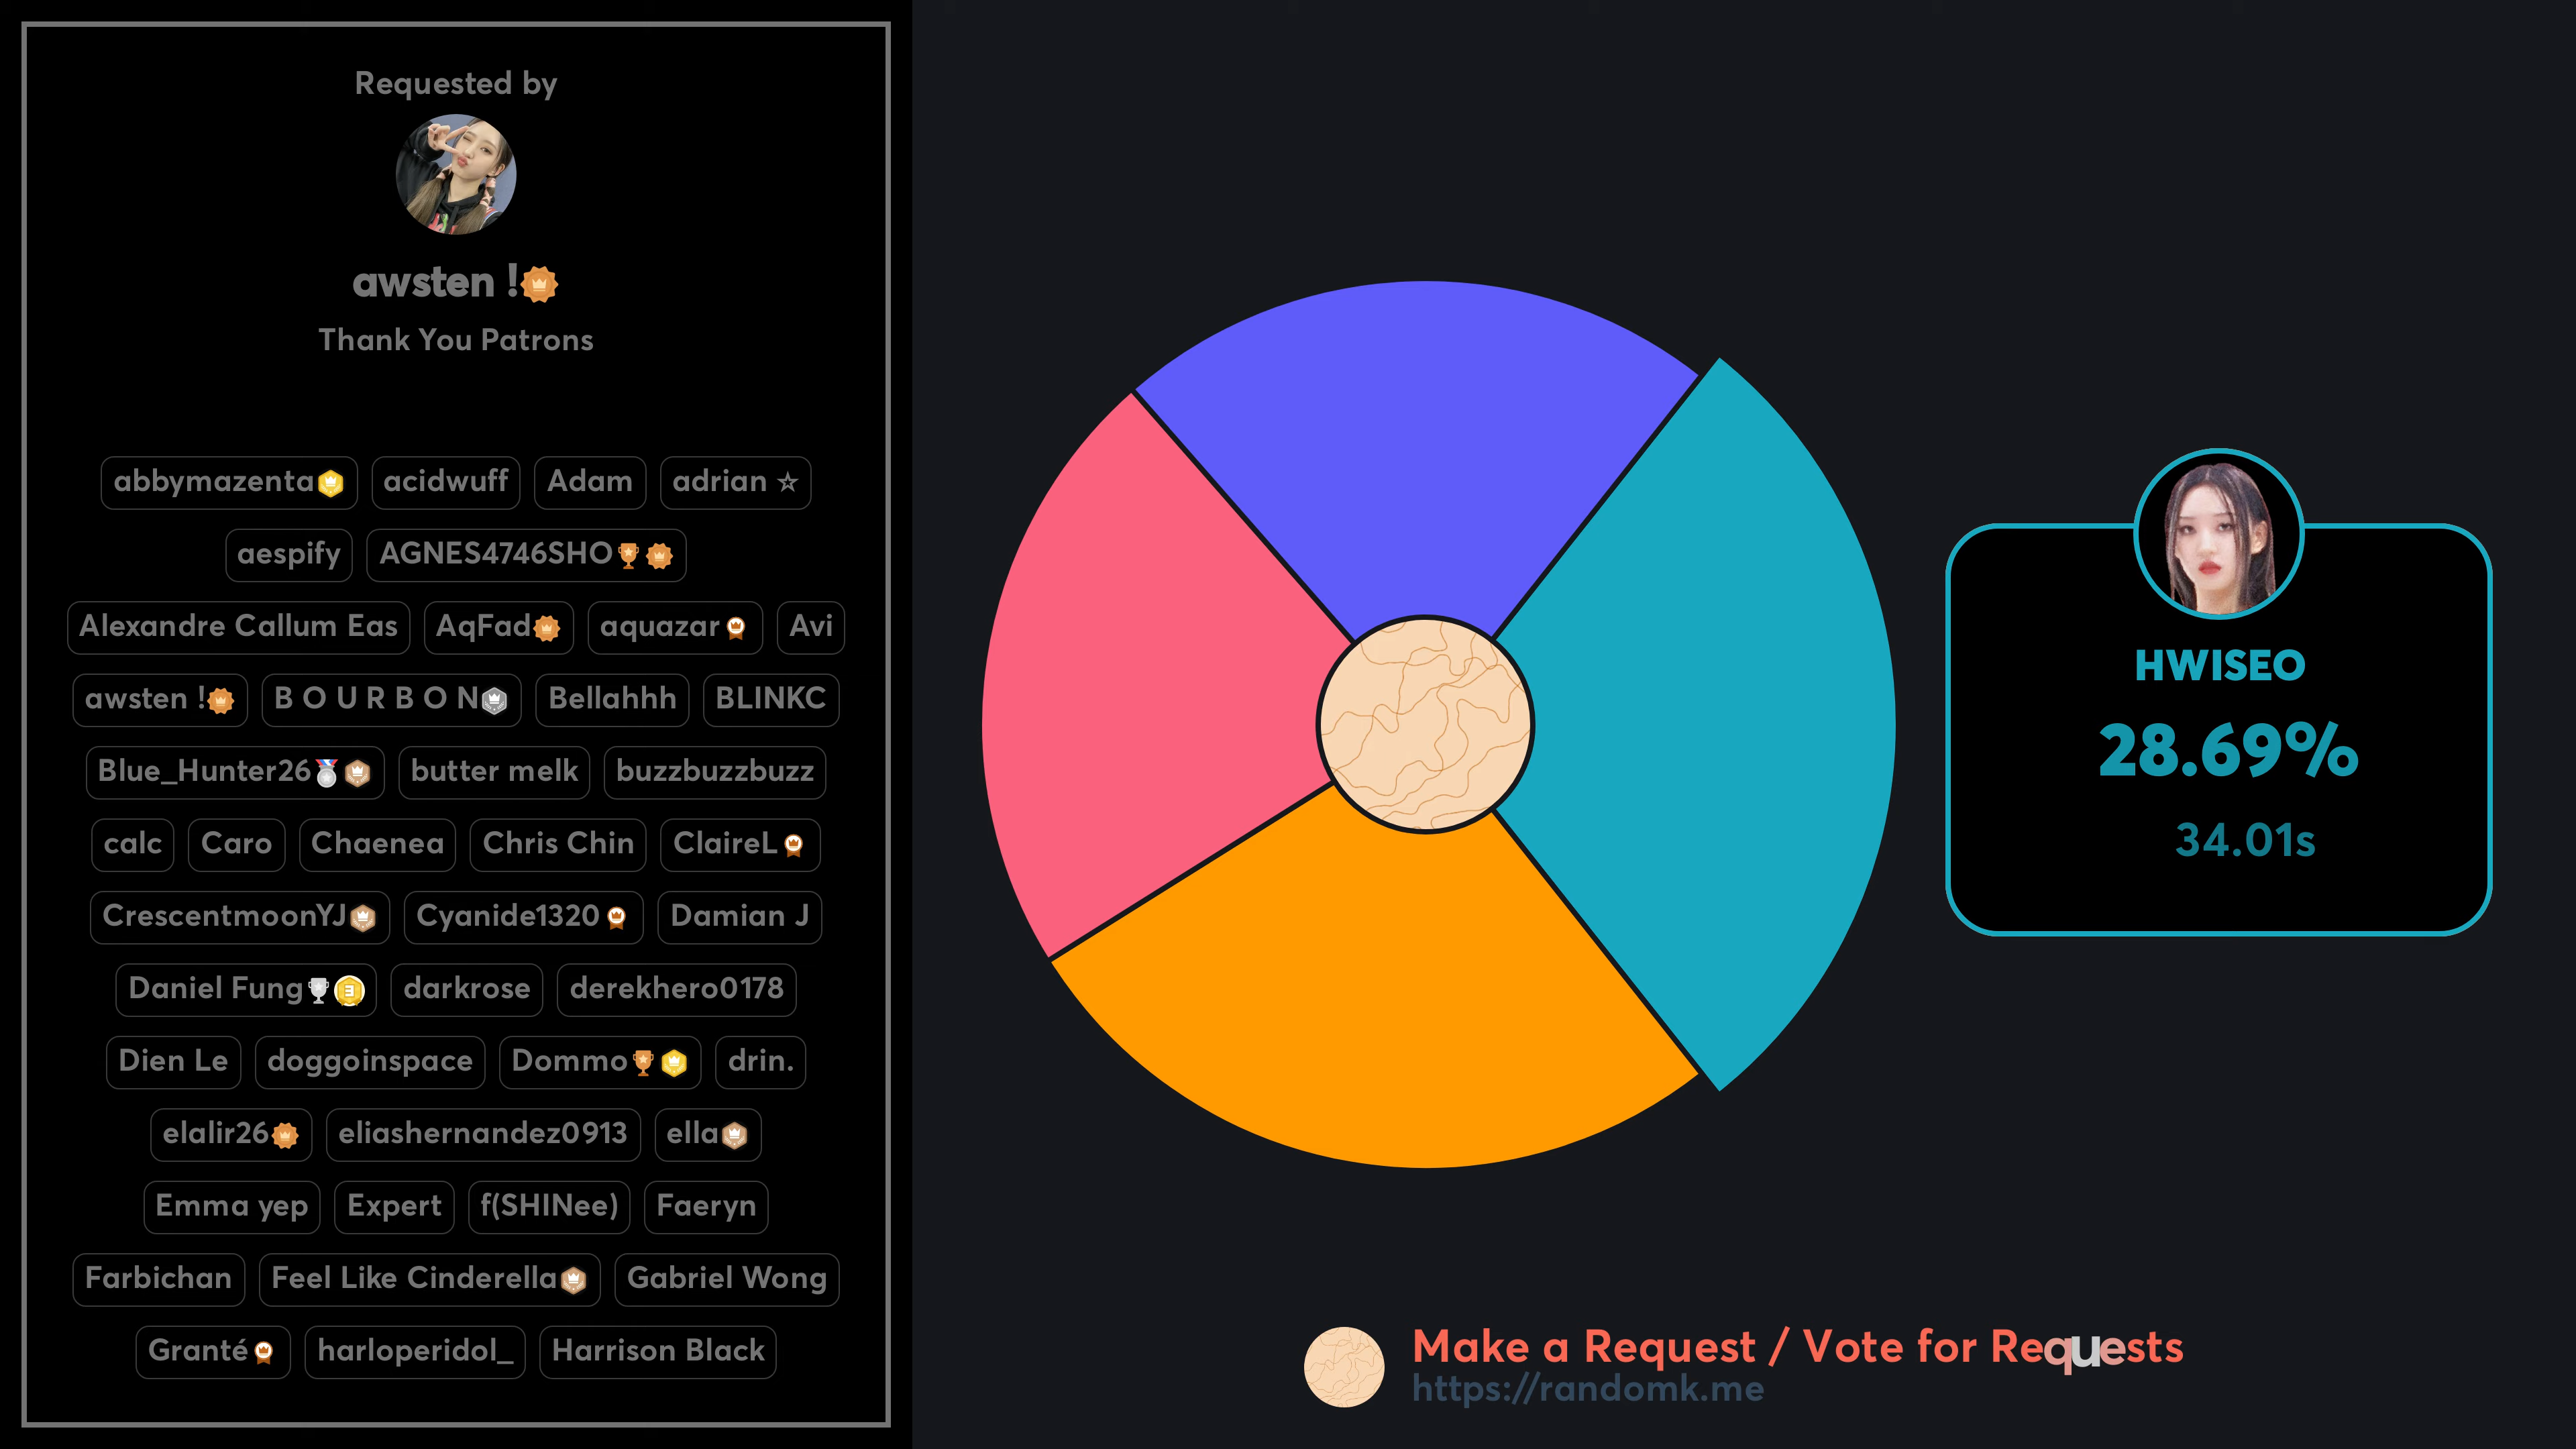 Requested by
awsten !
Thank You Patrons
abbymazenta acidwuff Adam adrian ☆
aespify AGNES4746SHO
Alexandre Callum Eas AqFad aquazar Avi
awsten ! B O U R B O N Bellahhh BLINKC
Blue_Hunter26 butter melk buzzbuzzbuzz
calc Caro Chaenea Chris Chin ClaireL
CrescentmoonYJ Cyanide1320 Damian J
Daniel Fung 3 darkrose derekhero0178
Dien Le doggoinspace Dommo drin.
elalir26 eliashernandez0913 ella
Emma yep Expert f(SHINee) Faeryn
Farbichan Feel Like Cinderella Gabriel Wong
Granté harloperidol_ Harrison Black
HWISEO
28.69%
34.01s
Make a Request / Vote for Requests
https://randomk.me